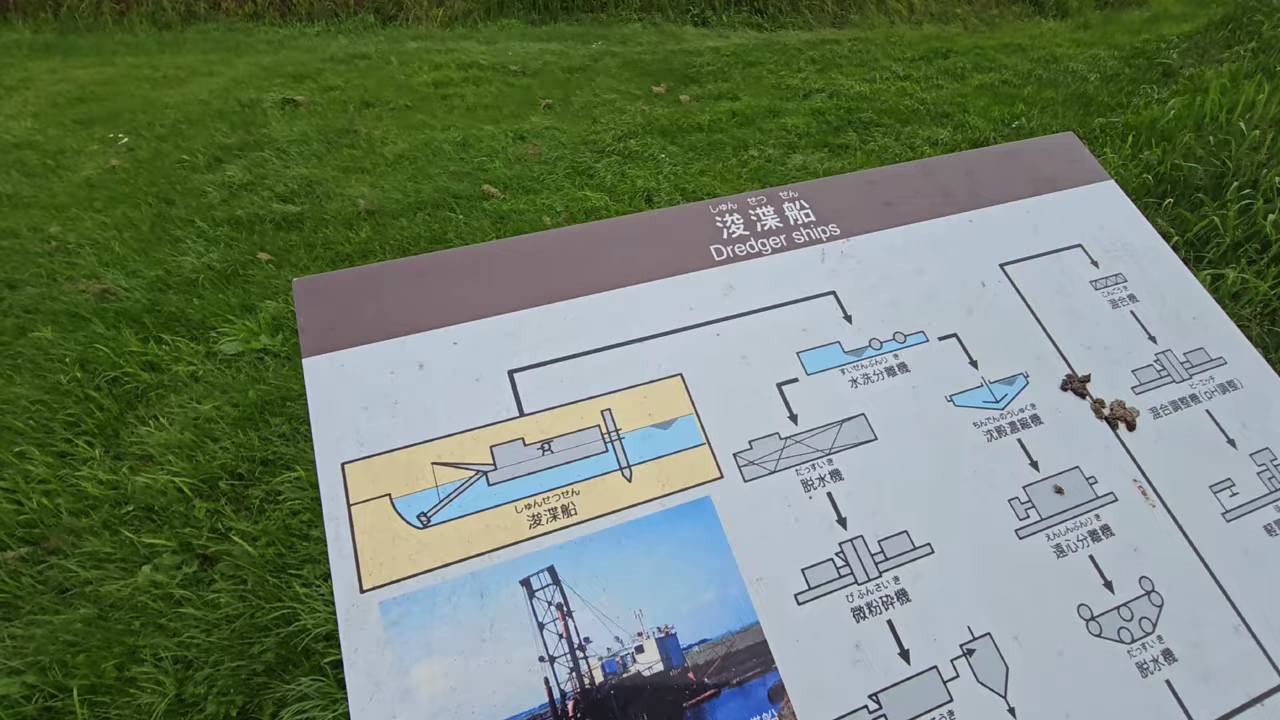 しゅん せつ せん
浚渫船
Dredger ships
こんごうき
混合機
すいせんぶんり き
水洗分離機
ピーエッチ
混合調整機(pH調整)
ちんでんのうしゅくき
沈殿濃縮機
だっすいき
脱水機
しゅんせつせん
浚渫船
えんしんぶんり き
遠心分離機
び ふんさい き
微粉砕機
だっすいき
脱水機